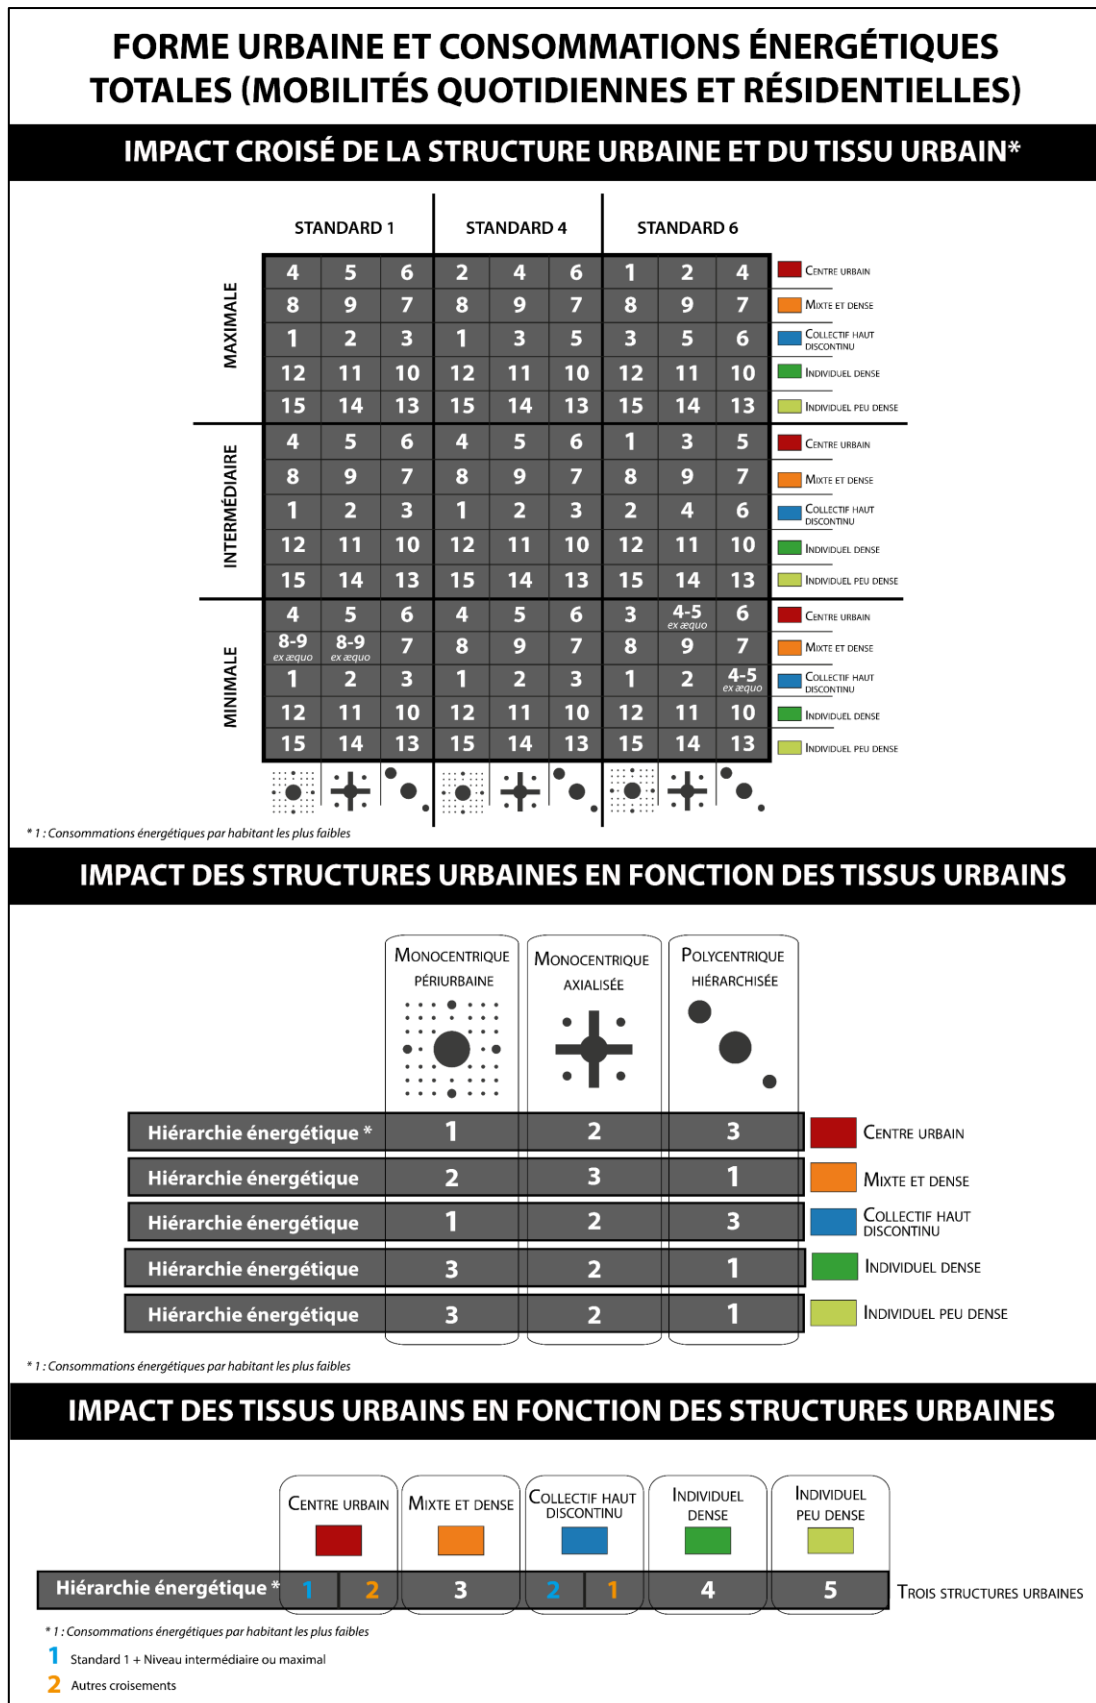 FORME URBAINE ET CONSOMMATIONS ÉNERGÉTIQUES
TOTALES (MOBILITÉS QUOTIDIENNES ET RÉSIDENTIELLES)
IMPACT CROISÉ DE LA STRUCTURE URBAINE ET DU TISSU URBAIN*
STANDARD 1 STANDARD 4 STANDARD 6
MAXIMALE
4 5 6 2 4 6 1 2 4 CENTRE URBAIN
8 9 7 8 9 7 8 9 7 MIXTE ET DENSE
1 2 3 1 3 5 3 5 6 COLLECTIF HAUT
DISCONTINU
12 11 10 12 11 10 12 11 10 INDIVIDUEL DENSE
15 14 13 15 14 13 15 14 13 INDIVIDUEL PEU DENSE
INTERMÉDIAIRE
4 5 6 4 5 6 1 3 5 CENTRE URBAIN
8 9 7 8 9 7 8 9 7 MIXTE ET DENSE
1 2 3 1 2 3 2 4 6 COLLECTIF HAUT
DISCONTINU
12 11 10 12 11 10 12 11 10 INDIVIDUEL DENSE
15 14 13 15 14 13 15 14 13 INDIVIDUEL PEU DENSE
MINIMALE
4 5 6 4 5 6 3 4-5 6 CENTRE URBAIN
ex æquo
8-9 8-9 7 8 9 7 8 9 7 MIXTE ET DENSE
ex æquo ex æquo
1 2 3 1 2 3 1 2 4-5 COLLECTIF HAUT
ex æquo DISCONTINU
12 11 10 12 11 10 12 11 10 INDIVIDUEL DENSE
15 14 13 15 14 13 15 14 13 INDIVIDUEL PEU DENSE
* 1 : Consommations énergétiques par habitant les plus faibles
IMPACT DES STRUCTURES URBAINES EN FONCTION DES TISSUS URBAINS
MONOCENTRIQUE MONOCENTRIQUE POLYCENTRIQUE
PÉRIURBAINE AXIALISÉE HIÉRARCHISÉE
Hiérarchie énergétique * 1 2 3 CENTRE URBAIN
Hiérarchie énergétique 2 3 1 MIXTE ET DENSE
Hiérarchie énergétique 1 2 3 COLLECTIF HAUT
DISCONTINU
Hiérarchie énergétique 3 2 1 INDIVIDUEL DENSE
Hiérarchie énergétique 3 2 1 INDIVIDUEL PEU DENSE
* 1 : Consommations énergétiques par habitant les plus faibles
IMPACT DES TISSUS URBAINS EN FONCTION DES STRUCTURES URBAINES
CENTRE URBAIN MIXTE ET DENSE COLLECTIF HAUT INDIVIDUEL INDIVIDUEL
DISCONTINU DENSE PEU DENSE
Hiérarchie énergétique * 1 2 3 2 1 4 5 TROIS STRUCTURES URBAINES
* 1 : Consommations énergétiques par habitant les plus faibles
1 Standard 1 + Niveau intermédiaire ou maximal
2 Autres croisements